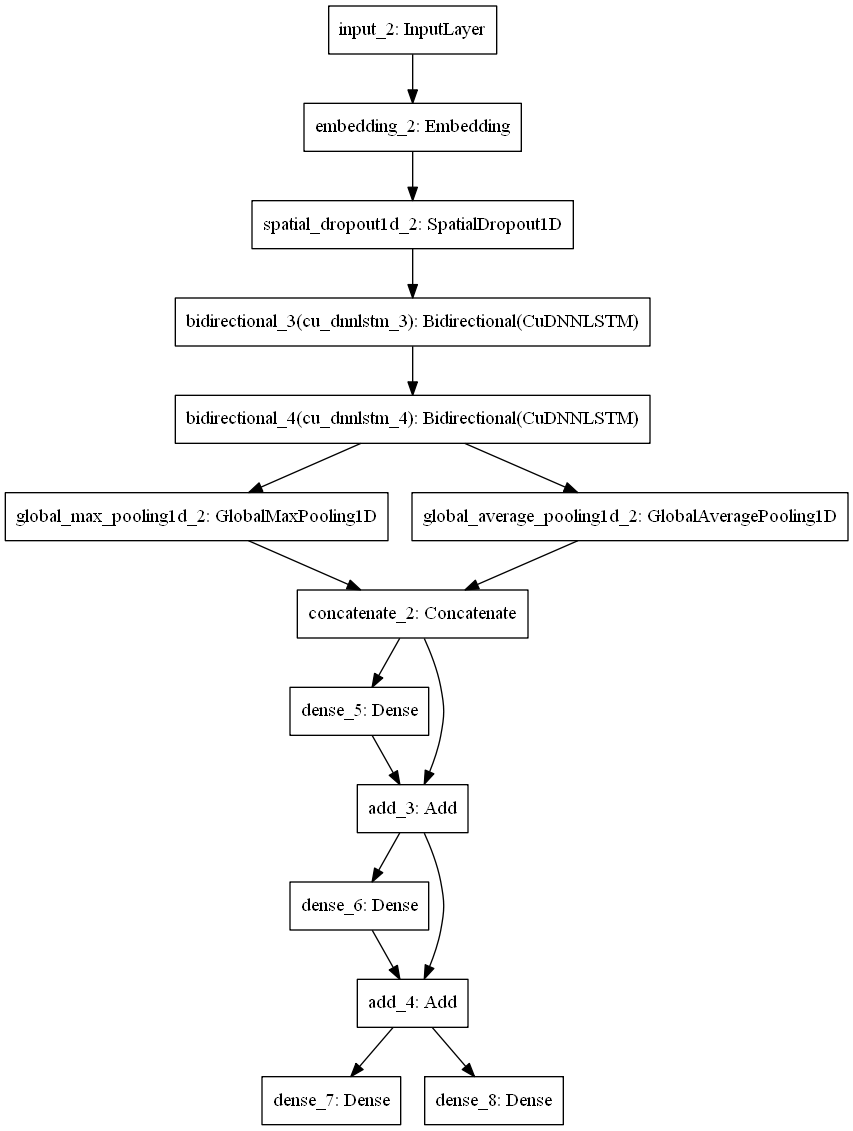 input_2: InputLayer
embedding_2: Embedding
spatial_dropout1d_2: SpatialDropout1D
bidirectional_3(cu_dnnlstm_3): Bidirectional(CuDNNLSTM)
bidirectional_4(cu_dnnlstm_4): Bidirectional(CuDNNLSTM)
global_max_pooling1d_2: GlobalMaxPooling1D
global_average_pooling1d_2: GlobalAveragePooling1D
concatenate_2: Concatenate
dense_5: Dense
add_3: Add
dense_6: Dense
add_4: Add
dense_7: Dense
dense_8: Dense